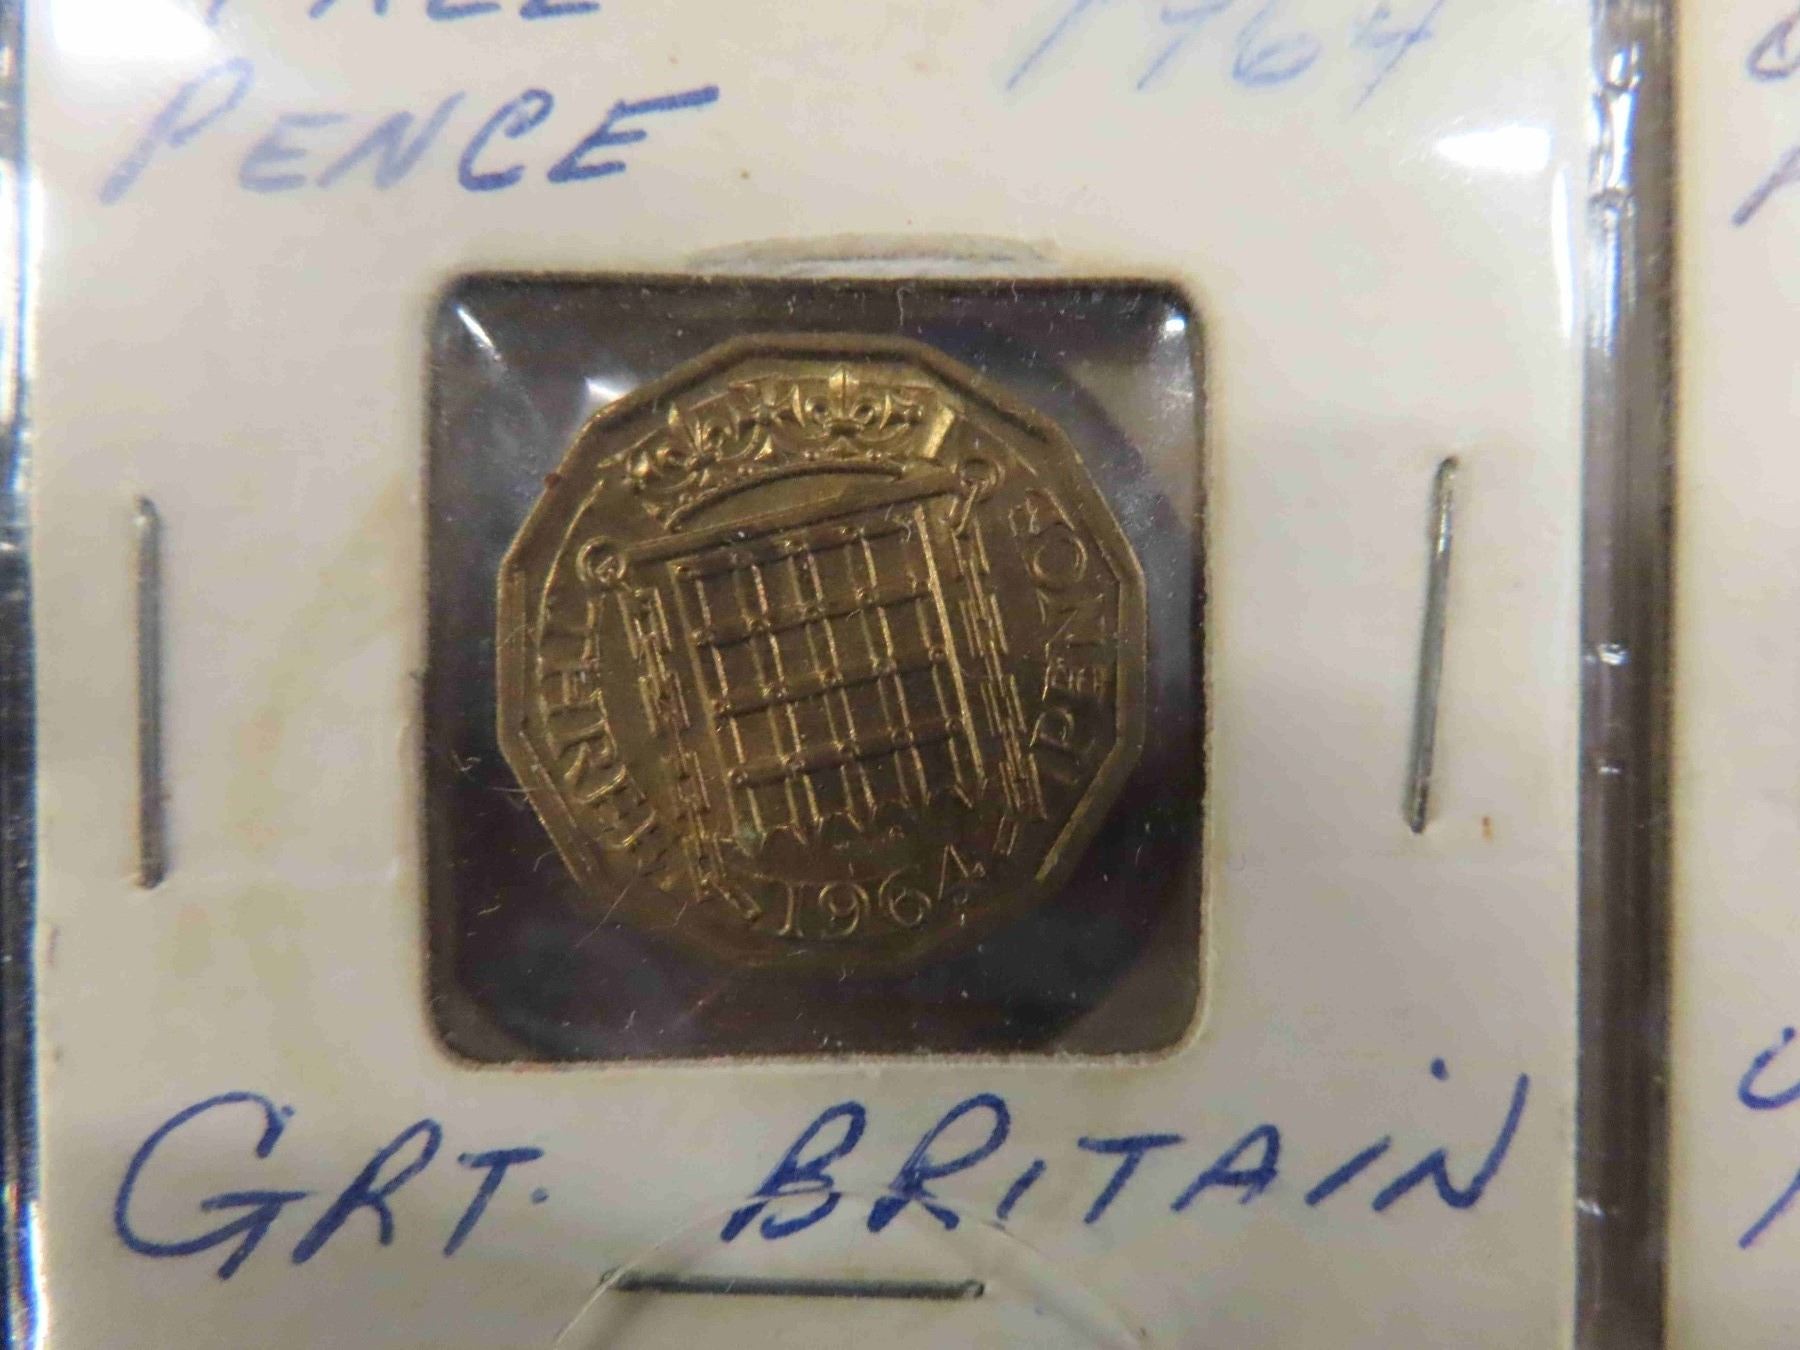 PENCE
1964
THREE
PENCE
1964
GRT. BRITAIN